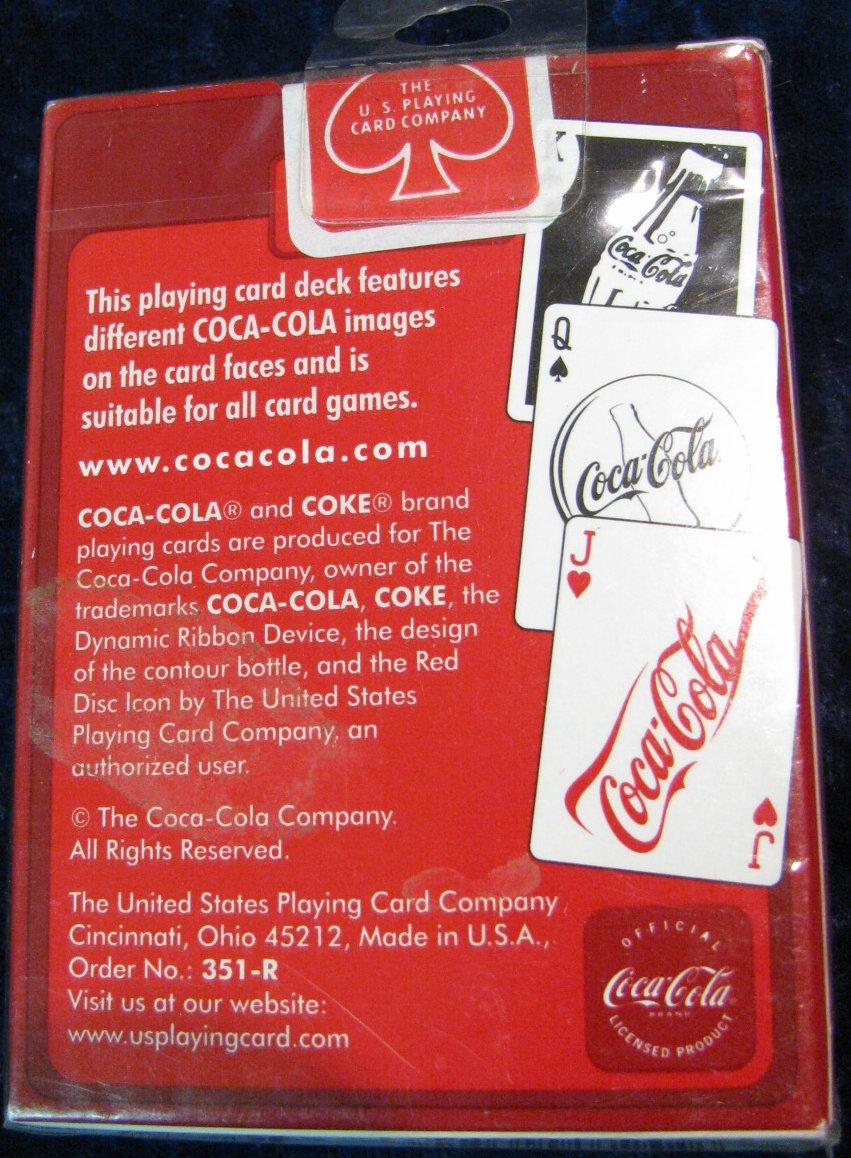 THE
U. S. PLAYING
CARD COMPANY
K
Coca-Cola
This playing card deck features
different COCA-COLA images
on the card faces and is
suitable for all card games.
www.cocacola.com
Q
Coca-Cola
COCA-COLA® and COKE® brand
playing cards are produced for The
Coca-Cola Company, owner of the
trademarks COCA-COLA, COKE, the
Dynamic Ribbon Device, the design
of the contour bottle, and the Red
Disc Icon by The United States
Playing Card Company, an
authorized user.
J
Coca-Cola
J
© The Coca-Cola Company.
All Rights Reserved.
The United States Playing Card Company
Cincinnati, Ohio 45212, Made in U.S.A.,
Order No.: 351-R
Visit us at our website:
www.usplayingcard.com
OFFICIAL
Coca-Cola
BRAND
LICENSED PRODUCT